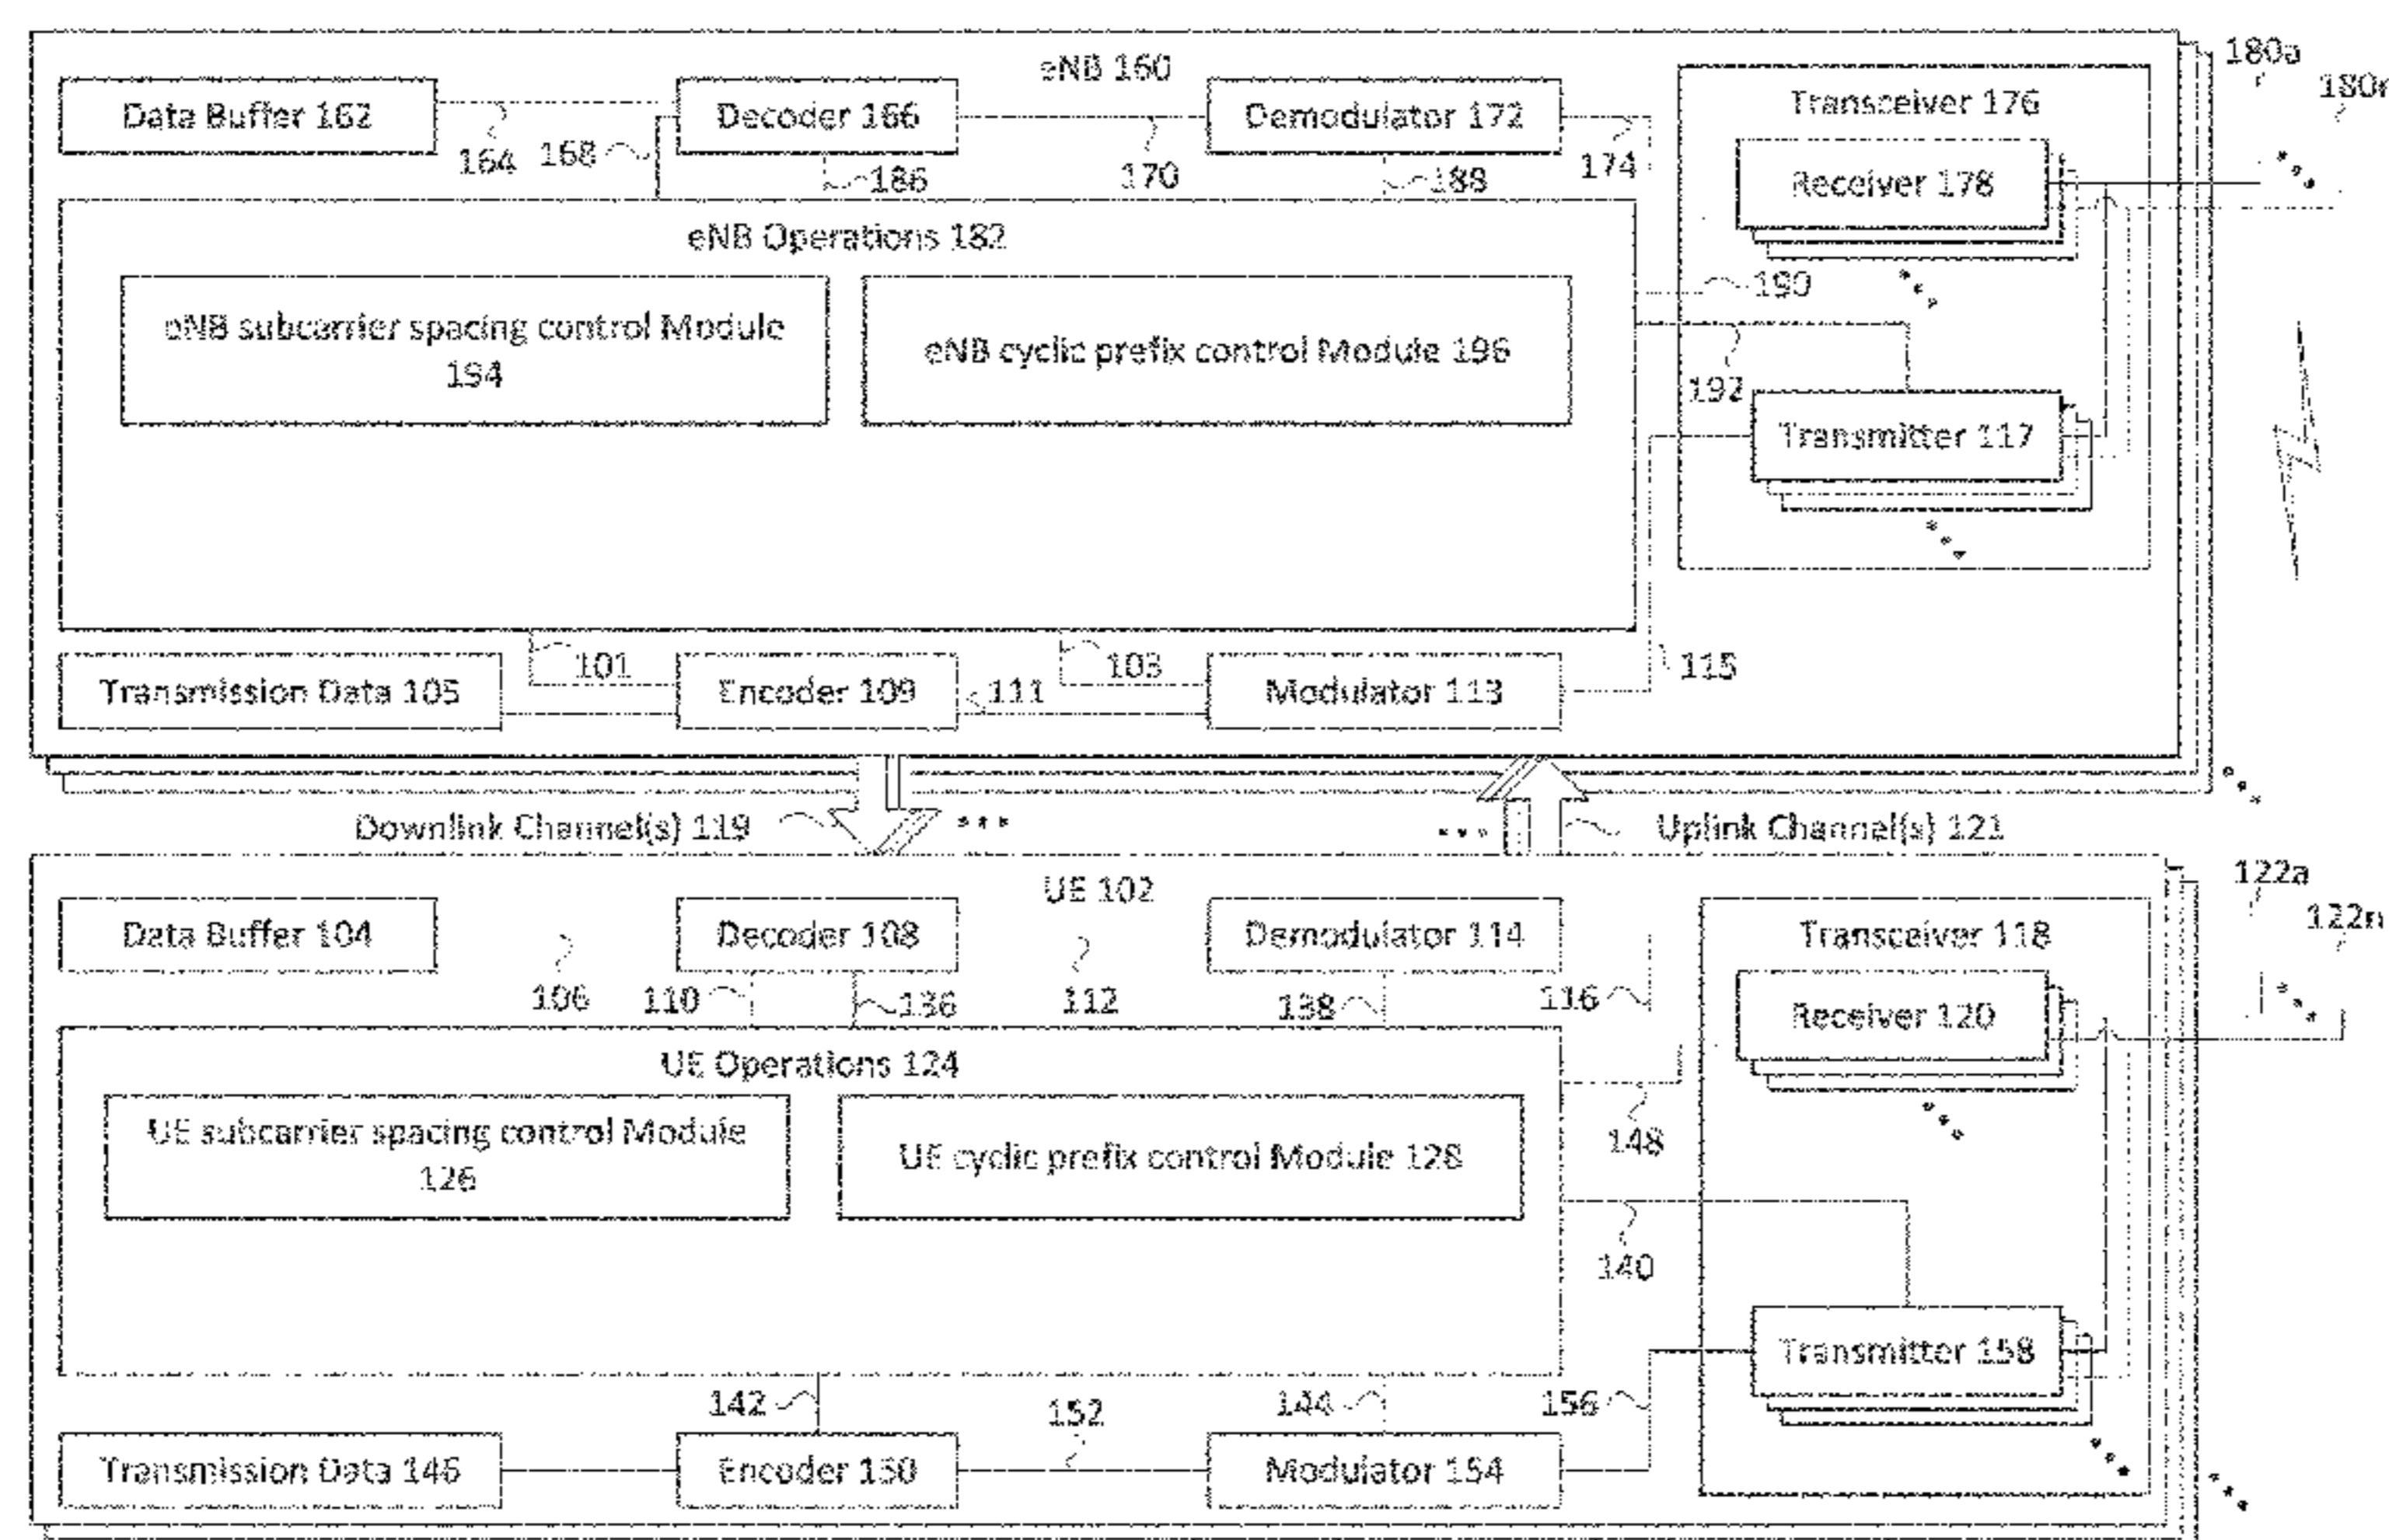 eNB 160
180a
180n
Data Buffer 162
Decoder 166
Demodulator 172
Transceiver 176
164
168
186
170
188
174
Receiver 178
eNB Operations 182
190
eNB subcarrier spacing control Module
194
eNB cyclic prefix control Module 196
192
Transmitter 117
101
103
115
Transmission Data 105
Encoder 109
111
Modulator 113
Downlink Channel(s) 119
Uplink Channel(s) 121
UE 102
122a
122n
Data Buffer 104
Decoder 108
Demodulator 114
Transceiver 118
106
110
136
112
138
116
Receiver 120
UE Operations 124
UE subcarrier spacing control Module
126
UE cyclic prefix control Module 128
148
140
Transmitter 158
142
152
144
156
Transmission Data 146
Encoder 150
Modulator 154